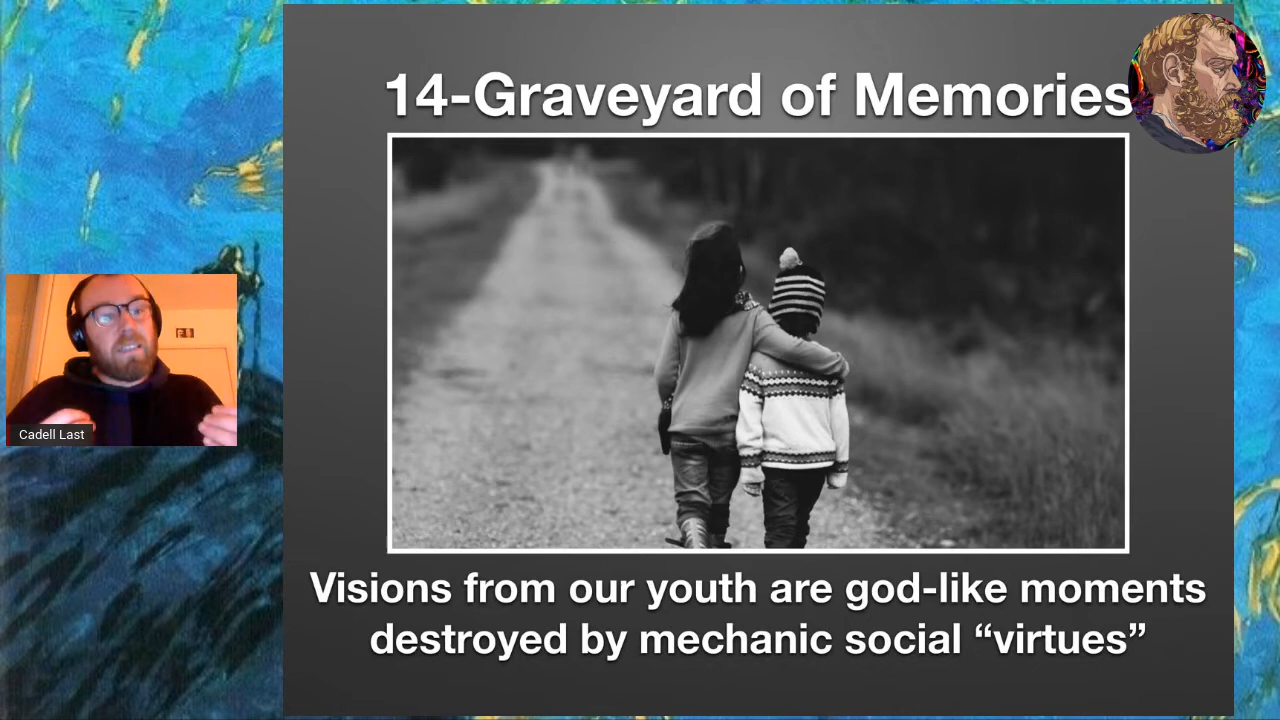 14-Graveyard of Memories
Cadell Last
Visions from our youth are god-like moments
destroyed by mechanic social “virtues”